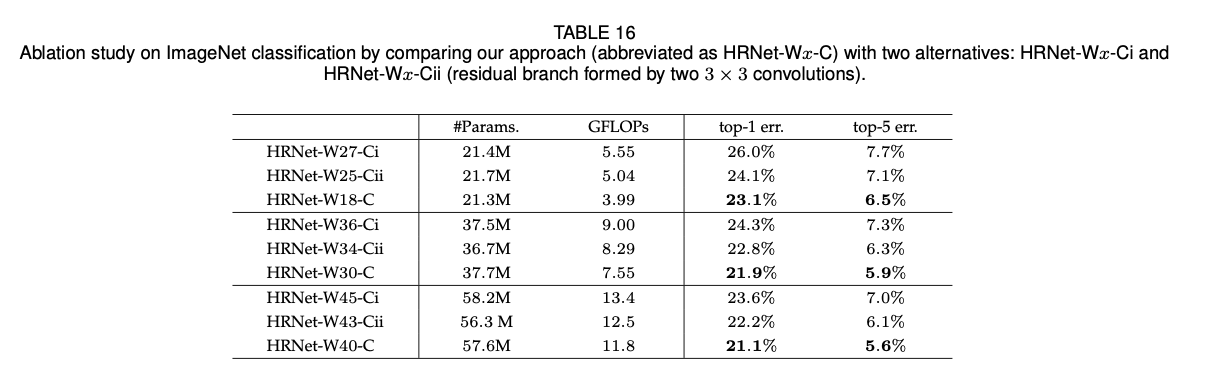 TABLE 16
Ablation study on ImageNet classification by comparing our approach (abbreviated as HRNet-Wx-C) with two alternatives: HRNet-Wx-Ci and
HRNet-Wx-Cii (residual branch formed by two 3 × 3 convolutions).
#Params. GFLOPs top-1 err. top-5 err.
HRNet-W27-Ci 21.4M 5.55 26.0% 7.7%
HRNet-W25-Cii 21.7M 5.04 24.1% 7.1%
HRNet-W18-C 21.3M 3.99 23.1% 6.5%
HRNet-W36-Ci 37.5M 9.00 24.3% 7.3%
HRNet-W34-Cii 36.7M 8.29 22.8% 6.3%
HRNet-W30-C 37.7M 7.55 21.9% 5.9%
HRNet-W45-Ci 58.2M 13.4 23.6% 7.0%
HRNet-W43-Cii 56.3 M 12.5 22.2% 6.1%
HRNet-W40-C 57.6M 11.8 21.1% 5.6%